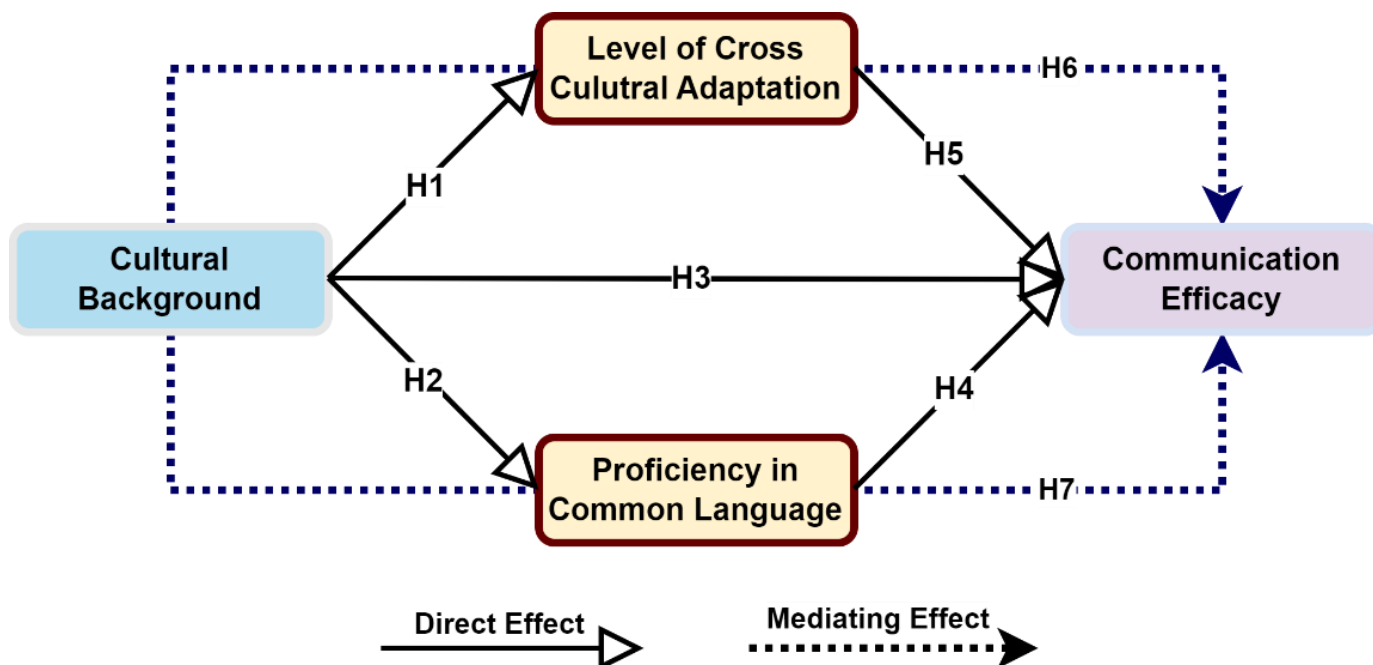 Level of Cross
Culutral Adaptation
H6
H5
H1
Cultural
Background
H3
Communication
Efficacy
H2
H4
Proficiency in
Common Language
H7
Direct Effect
Mediating Effect